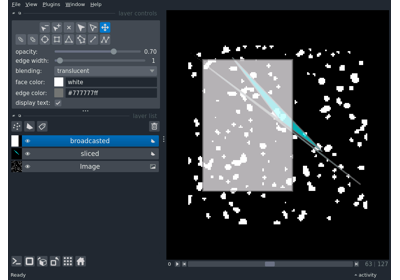 File View Plugins Window Help
layer controls
opacity: 0.70
edge width: 1
blending: translucent
face color: white
edge color: #777777ff
display text:
layer list
broadcasted
sliced
Image
63 127
Ready
activity